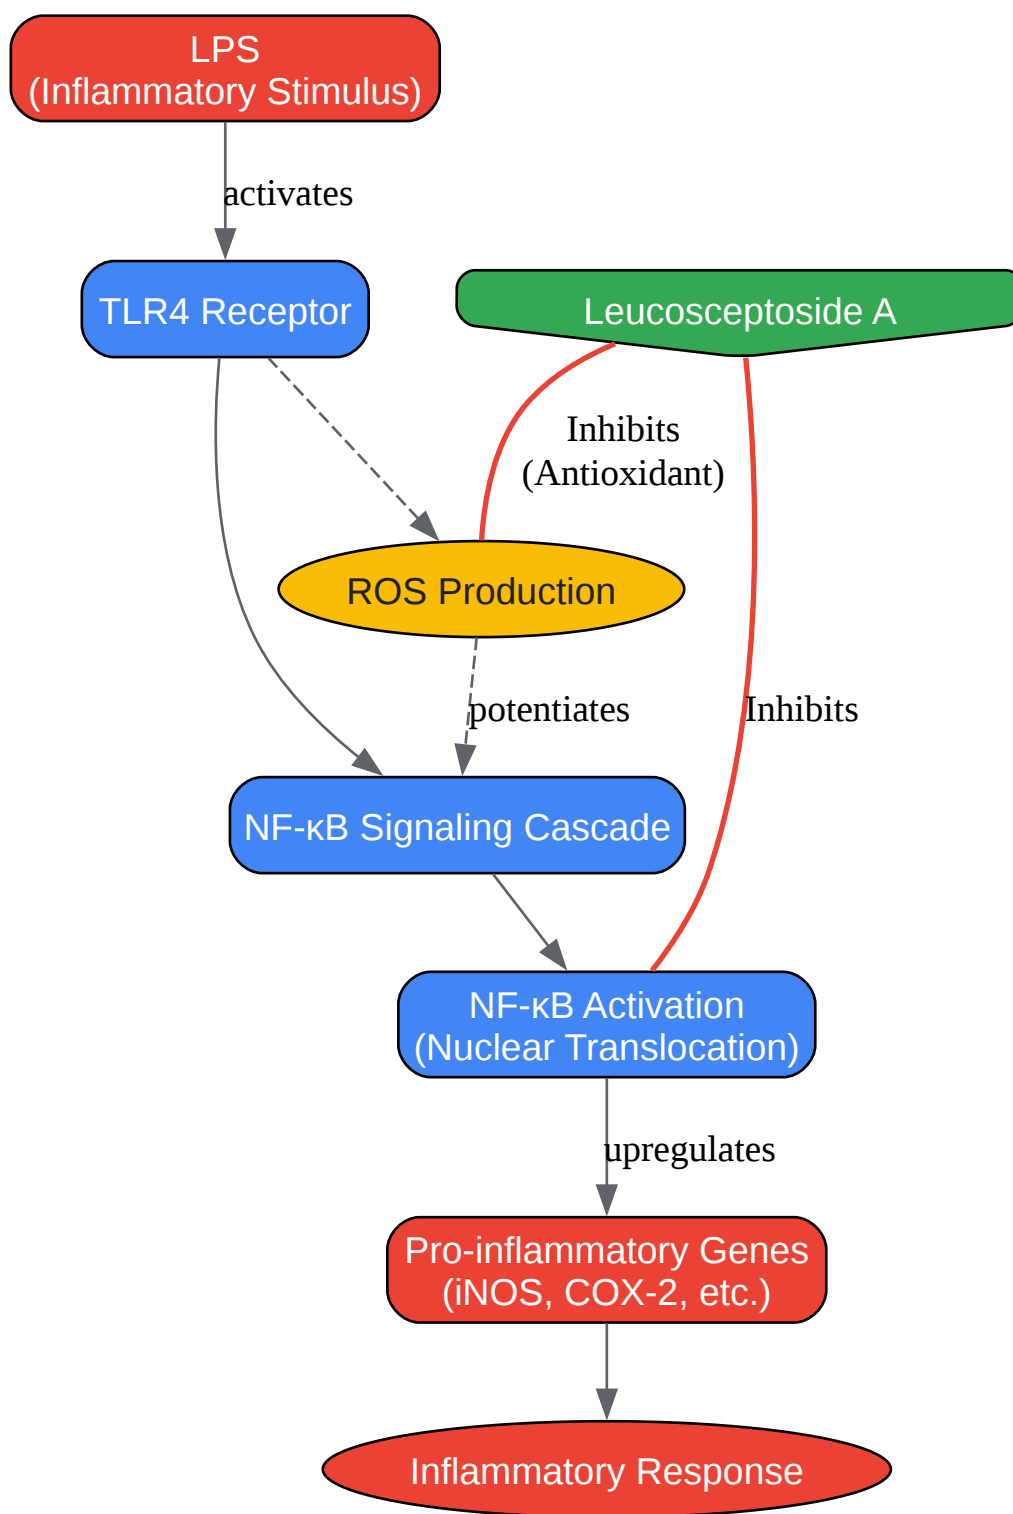 LPS
(Inflammatory Stimulus)
activates
TLR4 Receptor
Leucosceptoside A
Inhibits
(Antioxidant)
ROS Production
potentiates
Inhibits
NF-κB Signaling Cascade
NF-κB Activation
(Nuclear Translocation)
upregulates
Pro-inflammatory Genes
(iNOS, COX-2, etc.)
Inflammatory Response